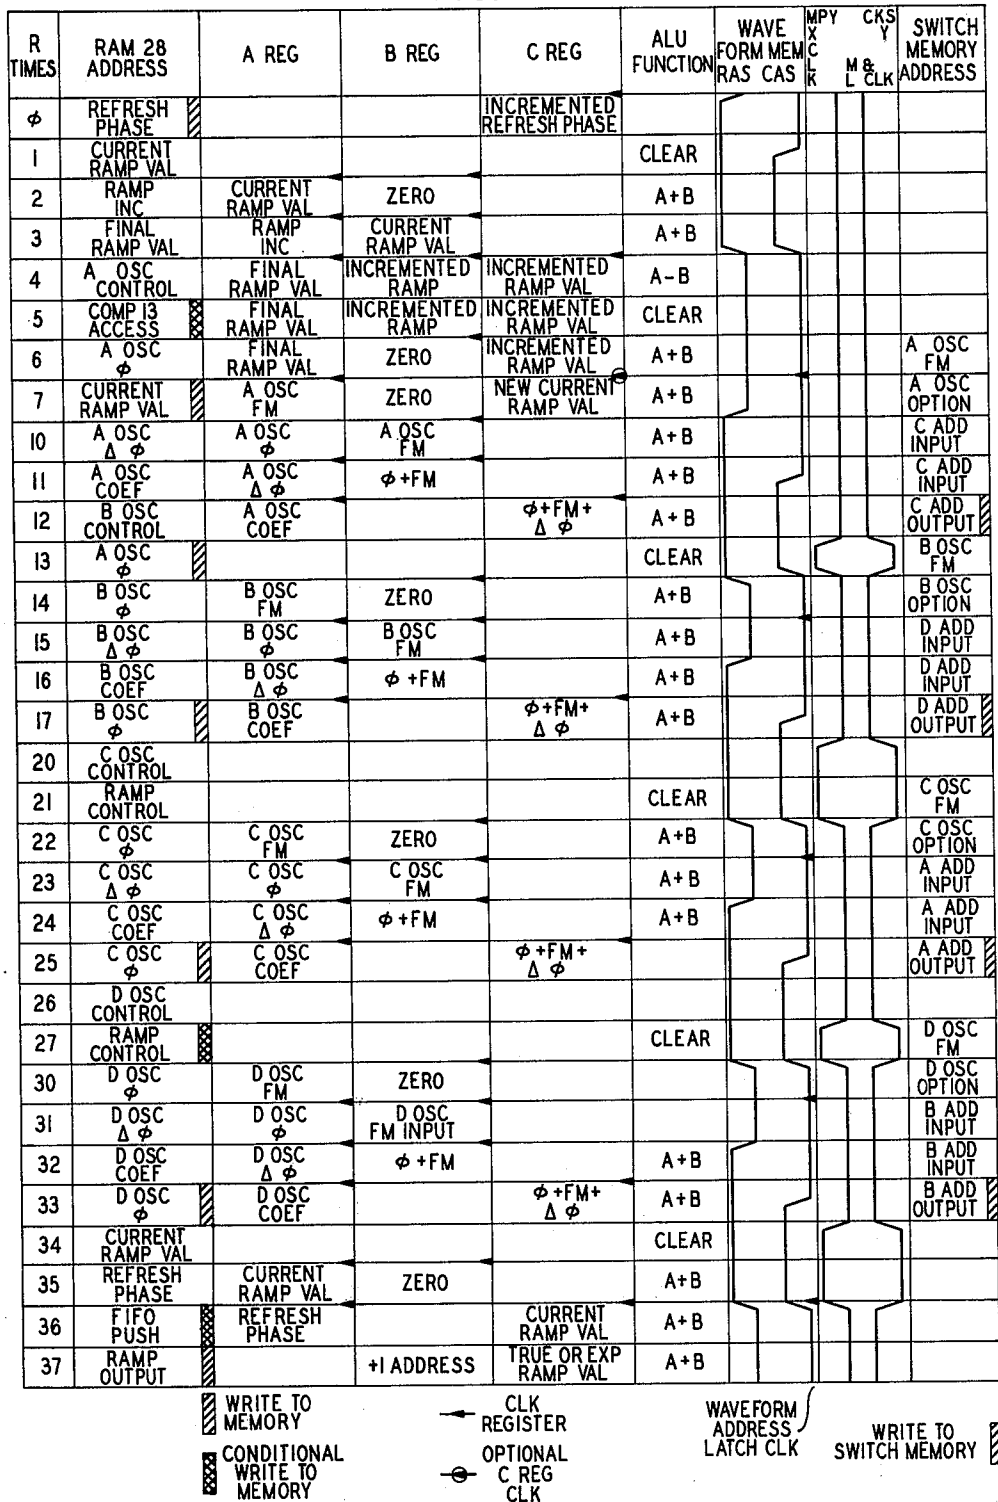 R TIMES | RAM 28 ADDRESS | A REG | B REG | C REG | ALU FUNCTION | WAVE FORM MEM RAS CAS | MXCLK MPY ML CKSY & CLK | SWITCH MEMORY ADDRESS
ϕ | REFRESH PHASE | | | INCREMENTED REFRESH PHASE
1 | CURRENT RAMP VAL | | | | CLEAR
2 | RAMP INC | CURRENT RAMP VAL | ZERO | | A+B
3 | FINAL RAMP VAL | RAMP INC | CURRENT RAMP VAL | | A+B
4 | A OSC CONTROL | FINAL RAMP VAL | INCREMENTED RAMP | INCREMENTED RAMP VAL | A-B
5 | COMP 13 ACCESS | FINAL RAMP VAL | INCREMENTED RAMP | INCREMENTED RAMP VAL | CLEAR
6 | A OSC ϕ | FINAL RAMP VAL | ZERO | INCREMENTED RAMP VAL | A+B | A OSC FM
7 | CURRENT RAMP VAL | A OSC FM | ZERO | NEW CURRENT RAMP VAL | A+B | A OSC OPTION
10 | A OSC Δ ϕ | A OSC ϕ | A OSC FM | | A+B | C ADD INPUT
11 | A OSC COEF | A OSC Δ ϕ | ϕ+FM | | A+B | C ADD INPUT
12 | B OSC CONTROL | A OSC COEF | | ϕ+FM+ Δ ϕ | A+B | C ADD OUTPUT
13 | A OSC ϕ | | | | CLEAR | B OSC FM
14 | B OSC ϕ | B OSC FM | ZERO | | A+B | B OSC OPTION
15 | B OSC Δ ϕ | B OSC ϕ | B OSC FM | | A+B | D ADD INPUT
16 | B OSC COEF | B OSC Δ ϕ | ϕ+FM | | A+B | D ADD INPUT
17 | B OSC ϕ | B OSC COEF | | ϕ+FM+ Δ ϕ | A+B | D ADD OUTPUT
20 | C OSC CONTROL
21 | RAMP CONTROL | | | | CLEAR | C OSC FM
22 | C OSC ϕ | C OSC FM | ZERO | | A+B | C OSC OPTION
23 | C OSC Δ ϕ | C OSC ϕ | C OSC FM | | A+B | A ADD INPUT
24 | C OSC COEF | C OSC Δ ϕ | ϕ+FM | | A+B | A ADD INPUT
25 | C OSC ϕ | C OSC COEF | | ϕ+FM+ Δ ϕ | | A ADD OUTPUT
26 | D OSC CONTROL
27 | RAMP CONTROL | | | | CLEAR | D OSC FM
30 | D OSC ϕ | D OSC FM | ZERO | | | D OSC OPTION
31 | D OSC Δ ϕ | D OSC ϕ | D OSC FM INPUT | | | B ADD INPUT
32 | D OSC COEF | D OSC Δ ϕ | ϕ+FM | | A+B | B ADD INPUT
33 | D OSC ϕ | D OSC COEF | | ϕ+FM+ Δ ϕ | A+B | B ADD OUTPUT
34 | CURRENT RAMP VAL | | | | CLEAR
35 | REFRESH PHASE | CURRENT RAMP VAL | ZERO | | A+B
36 | FIFO PUSH | REFRESH PHASE | | CURRENT RAMP VAL | A+B
37 | RAMP OUTPUT | | +1 ADDRESS | TRUE OR EXP RAMP VAL | A+B
WRITE TO MEMORY
CONDITIONAL WRITE TO MEMORY
CLK REGISTER
OPTIONAL C REG CLK
WAVEFORM ADDRESS LATCH CLK
WRITE TO SWITCH MEMORY